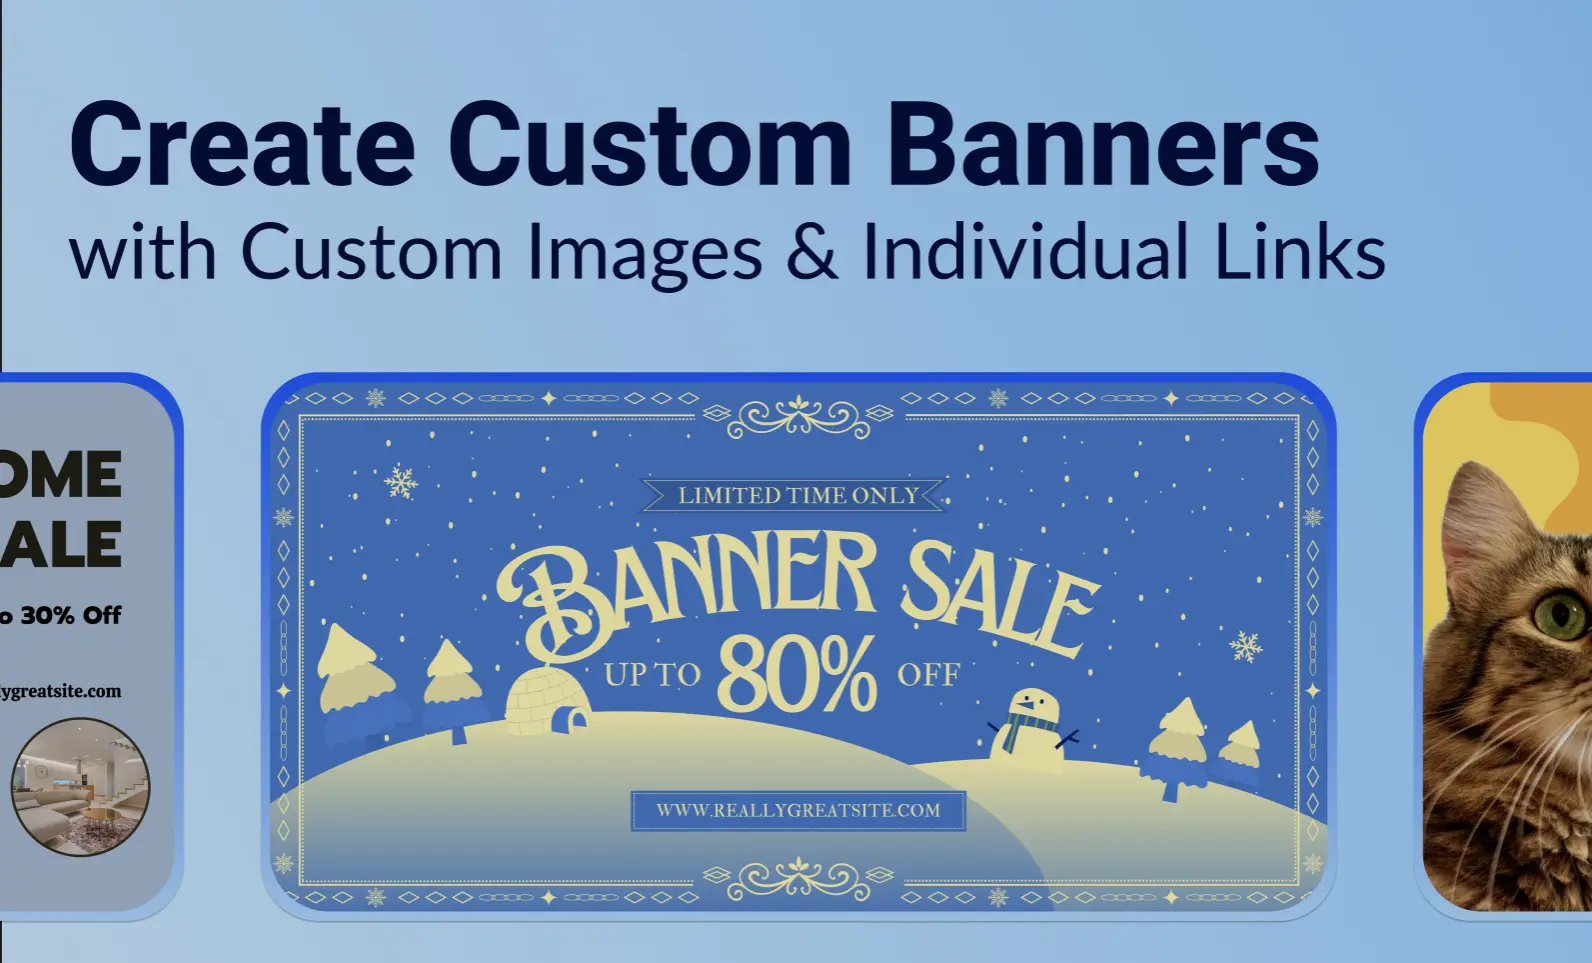 Create Custom Banners
with Custom Images & Individual Links
OME
ALE
o 30% Off
lygreatsite.com
LIMITED TIME ONLY
BANNER SALE
UP TO 80% OFF
WWW.REALLYGREATSITE.COM